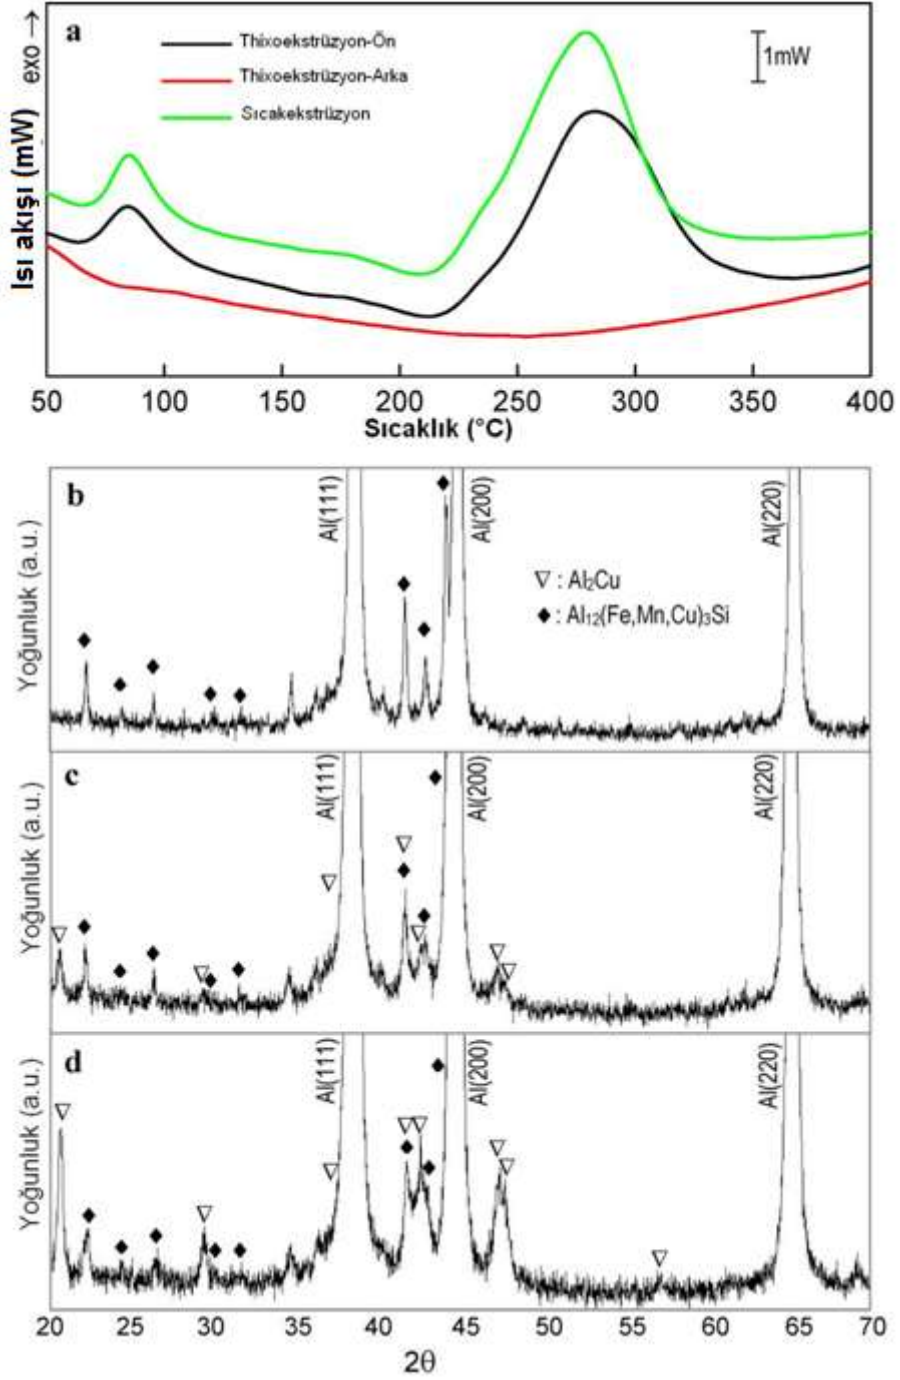 a
exo →
Isı akışı (mW)
Thixoekstrüzyon-Ön
Thixoekstrüzyon-Arka
Sıcakekstrüzyon
1mW
50 100 150 200 250 300 350 400
Sıcaklık (°C)
b
Yoğunluk (a.u.)
Al(111)
Al(200)
Al(220)
▽ : Al₂Cu
◆ : Al₁₂(Fe,Mn,Cu)₃Si
c
Yoğunluk (a.u.)
Al(111)
Al(200)
Al(220)
d
Yoğunluk (a.u.)
Al(111)
Al(200)
Al(220)
20 25 30 35 40 45 50 55 60 65 70
2θ